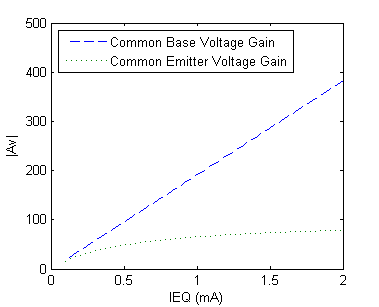 500
400
300
200
100
0
|Av|
Common Base Voltage Gain
Common Emitter Voltage Gain
0
0.5
1
1.5
2
IEQ (mA)